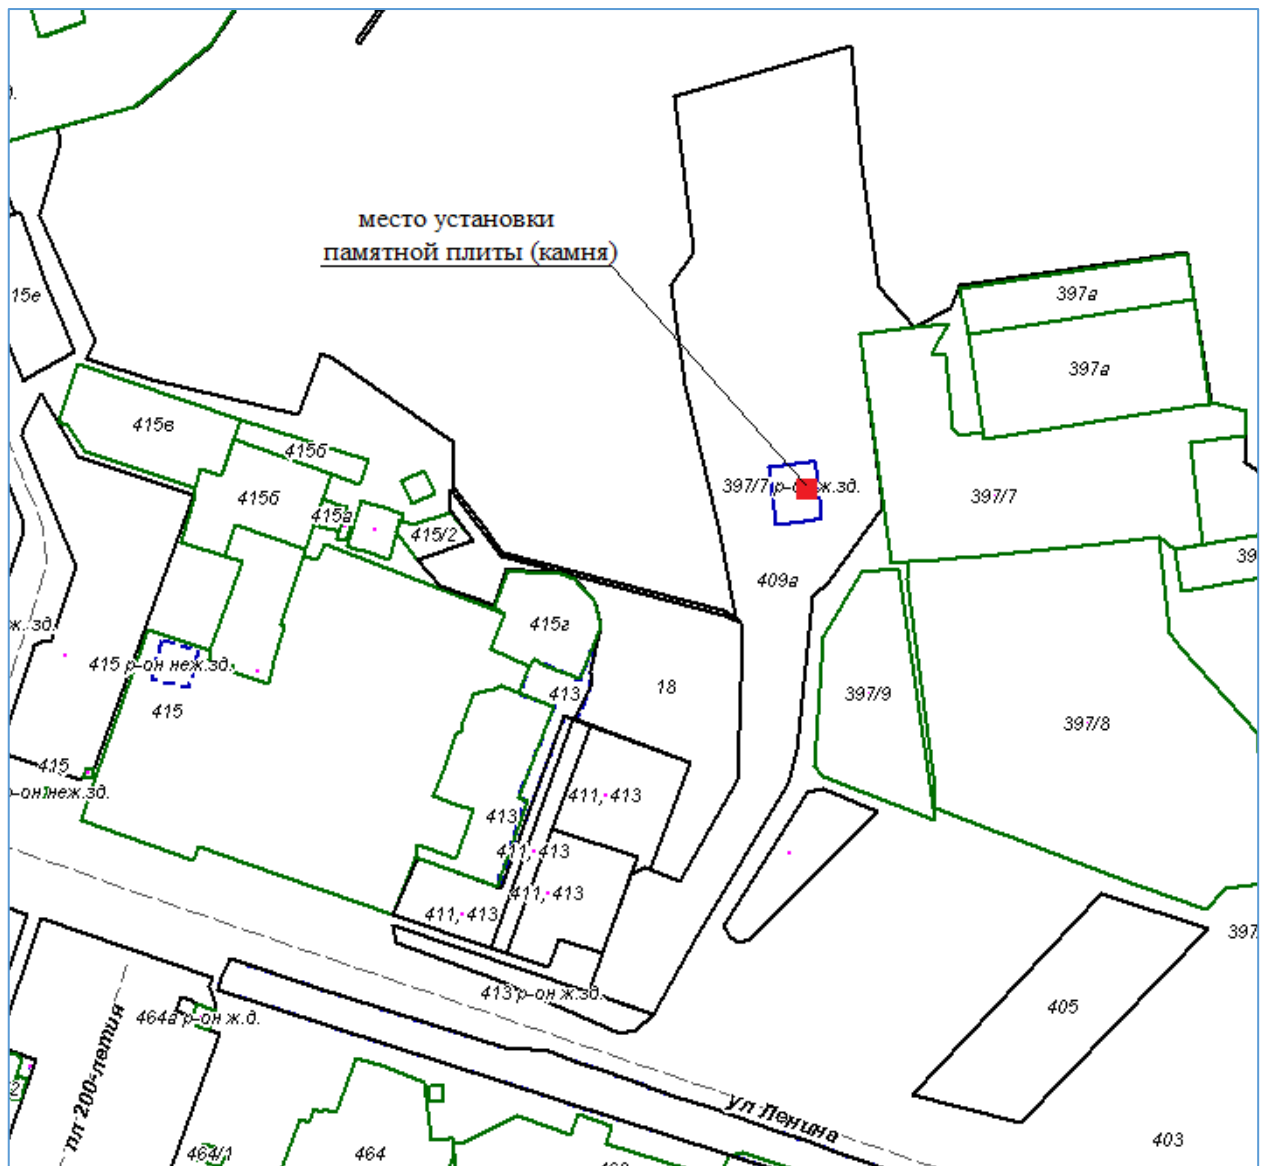 место установки
памятной плиты (камня)
15е
397а
397а
415в
415б
415б
415а
415/2
397/7 р-он неж.зд.
397/7
39
409а
415г
ж. зд.
415 р-он неж.зд.
415
413
18
397/9
397/8
415
р-он неж.зд.
411, 413
413
411, 413
411, 413
411, 413
397
413 р-он ж.зд.
464а р-он ж.д.
405
пл 200-летия
ул Ленина
403
464/1
464